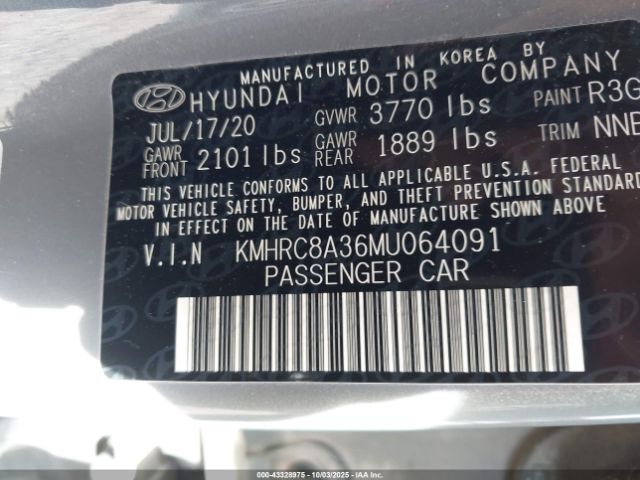 MANUFACTURED IN KOREA BY
HYUNDAI MOTOR COMPANY
JUL/17/20 GVWR 3770 lbs PAINT R3G
GAWR FRONT 2101 lbs GAWR REAR 1889 lbs TRIM NNB
THIS VEHICLE CONFORMS TO ALL APPLICABLE U.S.A. FEDERAL
MOTOR VEHICLE SAFETY, BUMPER, AND THEFT PREVENTION STANDARD
IN EFFECT ON THE DATE OF MANUFACTURE SHOWN ABOVE
V.I.N KMHRC8A36MU064091
PASSENGER CAR
000-43328975 - 10/03/2025 - IAAI.COM